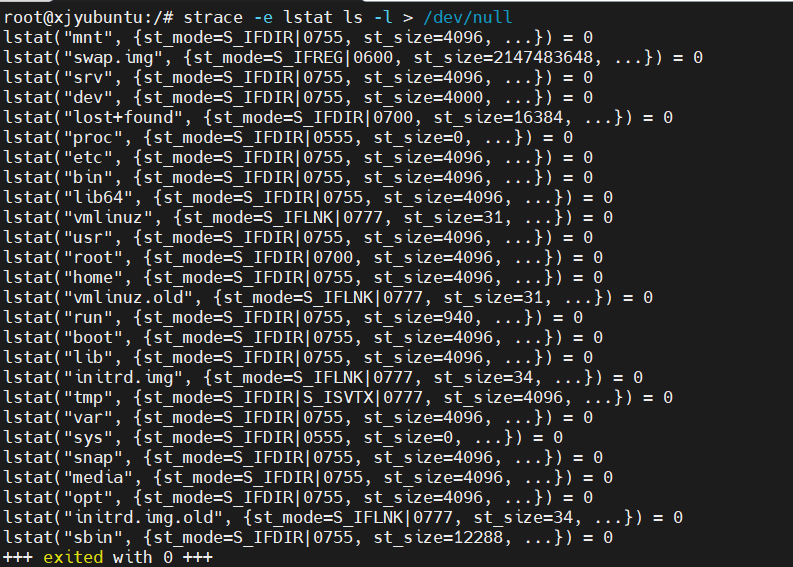 root@xjyubuntu:/# strace -e lstat ls -l > /dev/null
lstat("mnt", {st_mode=S_IFDIR|0755, st_size=4096, ...}) = 0
lstat("swap.img", {st_mode=S_IFREG|0600, st_size=2147483648, ...}) = 0
lstat("srv", {st_mode=S_IFDIR|0755, st_size=4096, ...}) = 0
lstat("dev", {st_mode=S_IFDIR|0755, st_size=4000, ...}) = 0
lstat("lost+found", {st_mode=S_IFDIR|0700, st_size=16384, ...}) = 0
lstat("proc", {st_mode=S_IFDIR|0555, st_size=0, ...}) = 0
lstat("etc", {st_mode=S_IFDIR|0755, st_size=4096, ...}) = 0
lstat("bin", {st_mode=S_IFDIR|0755, st_size=4096, ...}) = 0
lstat("lib64", {st_mode=S_IFDIR|0755, st_size=4096, ...}) = 0
lstat("vmlinuz", {st_mode=S_IFLNK|0777, st_size=31, ...}) = 0
lstat("usr", {st_mode=S_IFDIR|0755, st_size=4096, ...}) = 0
lstat("root", {st_mode=S_IFDIR|0700, st_size=4096, ...}) = 0
lstat("home", {st_mode=S_IFDIR|0755, st_size=4096, ...}) = 0
lstat("vmlinuz.old", {st_mode=S_IFLNK|0777, st_size=31, ...}) = 0
lstat("run", {st_mode=S_IFDIR|0755, st_size=940, ...}) = 0
lstat("boot", {st_mode=S_IFDIR|0755, st_size=4096, ...}) = 0
lstat("lib", {st_mode=S_IFDIR|0755, st_size=4096, ...}) = 0
lstat("initrd.img", {st_mode=S_IFLNK|0777, st_size=34, ...}) = 0
lstat("tmp", {st_mode=S_IFDIR|S_ISVTX|0777, st_size=4096, ...}) = 0
lstat("var", {st_mode=S_IFDIR|0755, st_size=4096, ...}) = 0
lstat("sys", {st_mode=S_IFDIR|0555, st_size=0, ...}) = 0
lstat("snap", {st_mode=S_IFDIR|0755, st_size=4096, ...}) = 0
lstat("media", {st_mode=S_IFDIR|0755, st_size=4096, ...}) = 0
lstat("opt", {st_mode=S_IFDIR|0755, st_size=4096, ...}) = 0
lstat("initrd.img.old", {st_mode=S_IFLNK|0777, st_size=34, ...}) = 0
lstat("sbin", {st_mode=S_IFDIR|0755, st_size=12288, ...}) = 0
+++ exited with 0 +++